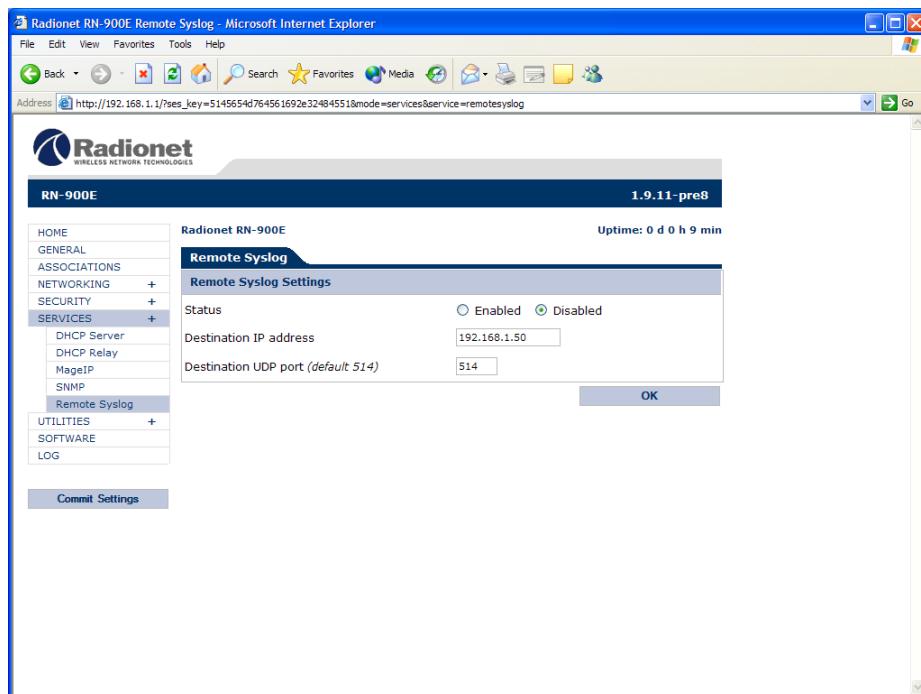 Radionet RN-900E Remote Syslog - Microsoft Internet Explorer
File Edit View Favorites Tools Help
Back Search Favorites Media
Address http://192.168.1.1/?ses_key=5145654d764561692e32484551&mode=services&service=remotesyslog Go
Radionet
WIRELESS NETWORK TECHNOLOGIES
RN-900E 1.9.11-pre8
HOME
GENERAL
ASSOCIATIONS
NETWORKING +
SECURITY +
SERVICES +
DHCP Server
DHCP Relay
MageIP
SNMP
Remote Syslog
UTILITIES +
SOFTWARE
LOG
Commit Settings
Radionet RN-900E Uptime: 0 d 0 h 9 min
Remote Syslog
Remote Syslog Settings
Status Enabled Disabled
Destination IP address 192.168.1.50
Destination UDP port (default 514) 514
OK